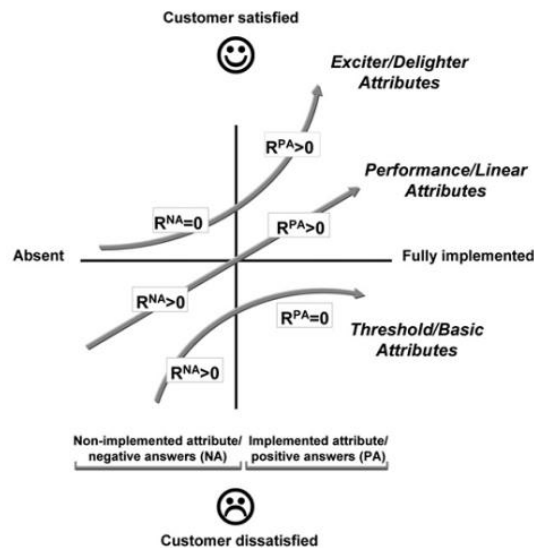 Customer satisfied
Exciter/Delighter
Attributes
R^PA>0
Performance/Linear
Attributes
R^NA=0
R^PA>0
Absent
Fully implemented
R^NA>0
R^PA=0
Threshold/Basic
Attributes
R^NA>0
Non-implemented attribute/
negative answers (NA)
Implemented attribute/
positive answers (PA)
Customer dissatisfied